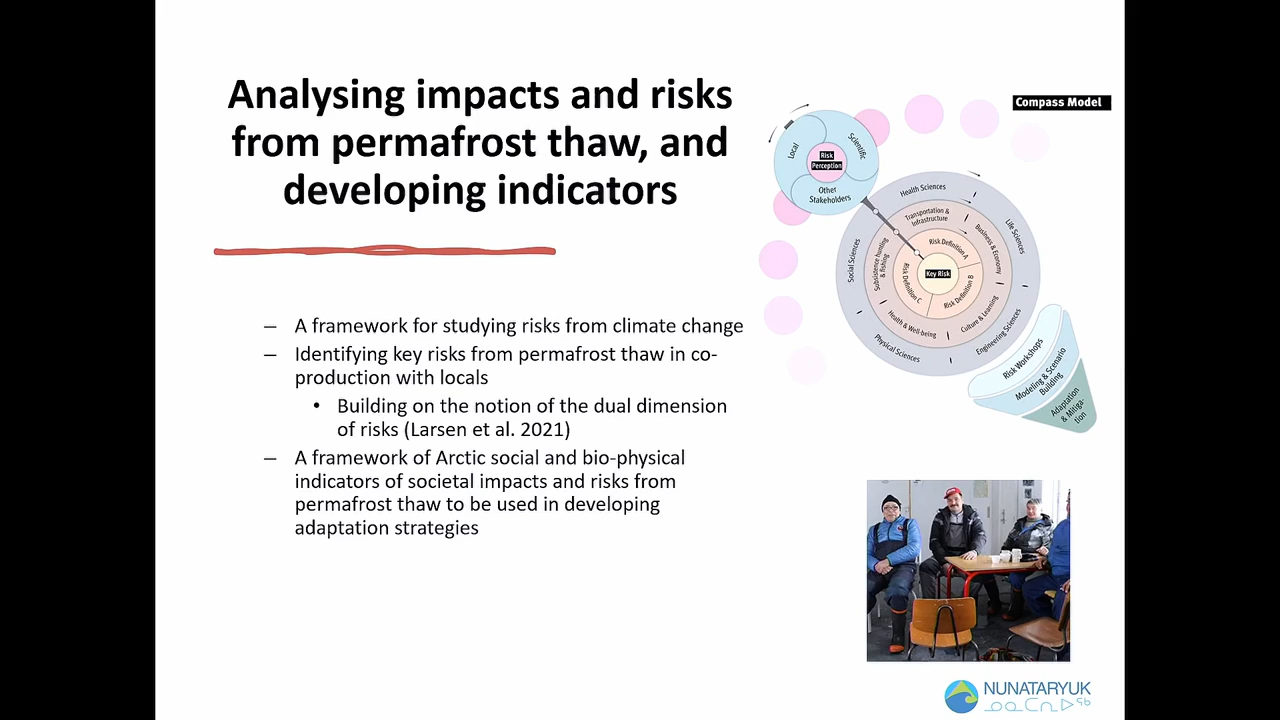 Analysing impacts and risks
from permafrost thaw, and
developing indicators
– A framework for studying risks from climate change
– Identifying key risks from permafrost thaw in co-
production with locals
• Building on the notion of the dual dimension
of risks (Larsen et al. 2021)
– A framework of Arctic social and bio-physical
indicators of societal impacts and risks from
permafrost thaw to be used in developing
adaptation strategies
Compass Model
Local
Scientific
Risk
Perception
Other
Stakeholders
Health Sciences
Life Sciences
Engineering Sciences
Physical Sciences
Social Sciences
Transportation &
Infrastructure
Business & Economy
Culture & Learning
Health & Well-being
Subsistence hunting
& fishing
Risk Definition A
Risk Definition B
Risk Definition C
Key Risk
Risk Workshops
Modeling & Scenario
Building
Adaptation
& Mitiga-
tion
NUNATARYUK
ᓄᓇᑕᕆᐅᖅ